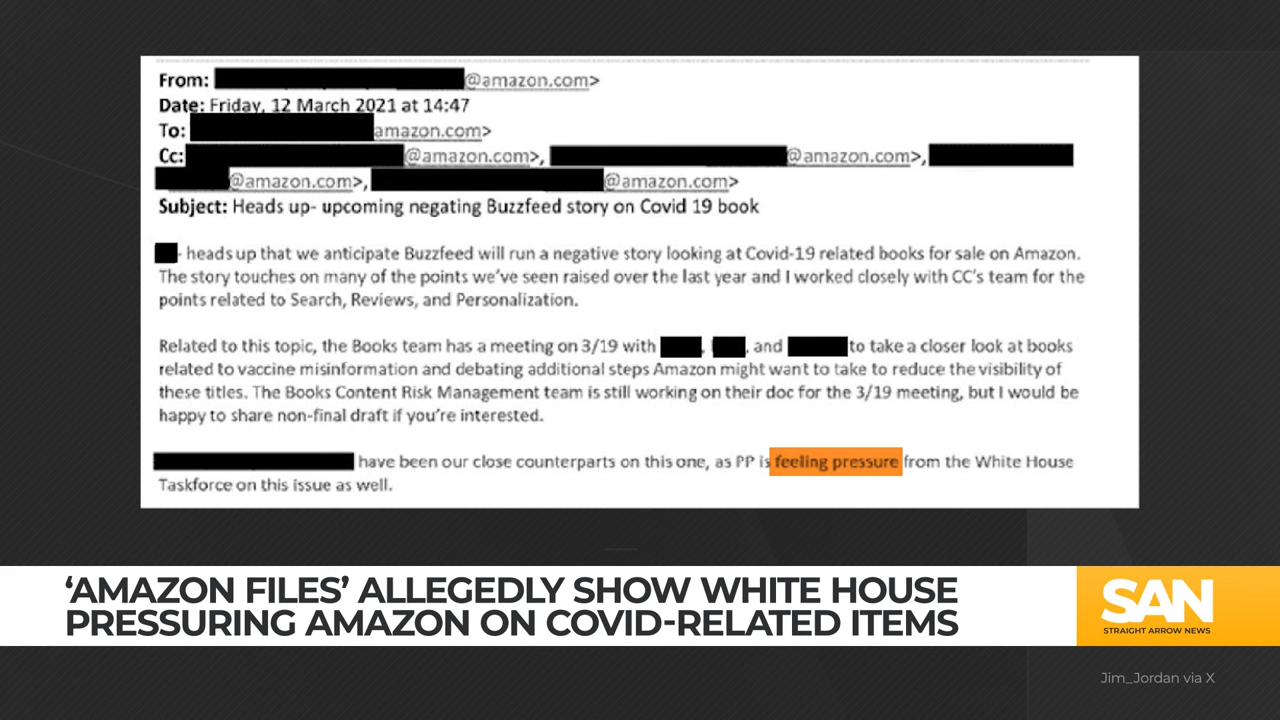 From: @amazon.com>
Date: Friday, 12 March 2021 at 14:47
To: amazon.com>
Cc: @amazon.com>, @amazon.com>,
@amazon.com>, @amazon.com>
Subject: Heads up- upcoming negating Buzzfeed story on Covid 19 book
- heads up that we anticipate Buzzfeed will run a negative story looking at Covid-19 related books for sale on Amazon.
The story touches on many of the points we've seen raised over the last year and I worked closely with CC's team for the
points related to Search, Reviews, and Personalization.
Related to this topic, the Books team has a meeting on 3/19 with , , and to take a closer look at books
related to vaccine misinformation and debating additional steps Amazon might want to take to reduce the visibility of
these titles. The Books Content Risk Management team is still working on their doc for the 3/19 meeting, but I would be
happy to share non-final draft if you're interested.
have been our close counterparts on this one, as PP is feeling pressure from the White House
Taskforce on this issue as well.
‘AMAZON FILES’ ALLEGEDLY SHOW WHITE HOUSE
PRESSURING AMAZON ON COVID-RELATED ITEMS
SAN
STRAIGHT ARROW NEWS
Jim_Jordan via X